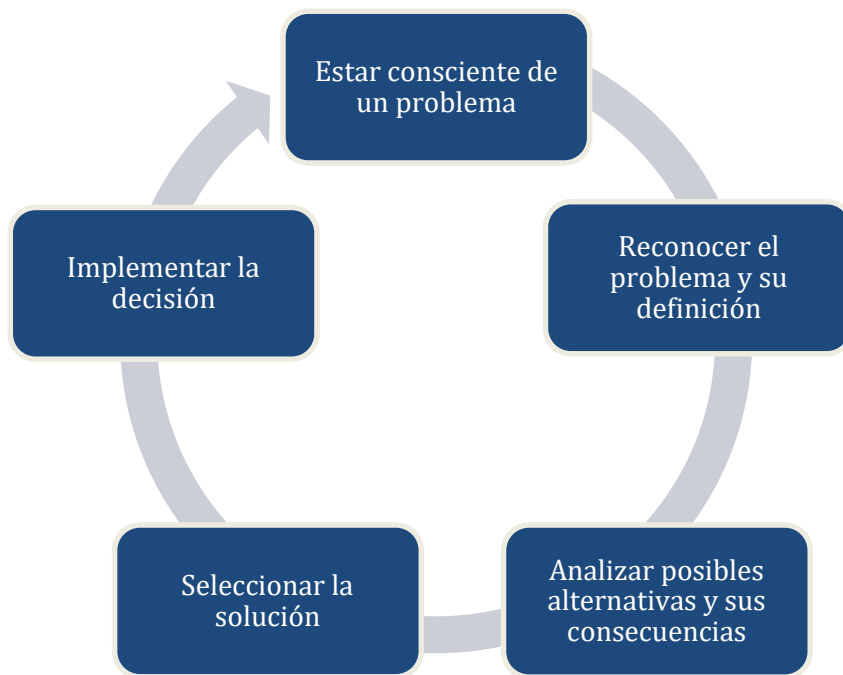 Estar consciente de
un problema
Reconocer el
problema y su
definición
Analizar posibles
alternativas y sus
consecuencias
Seleccionar la
solución
Implementar la
decisión